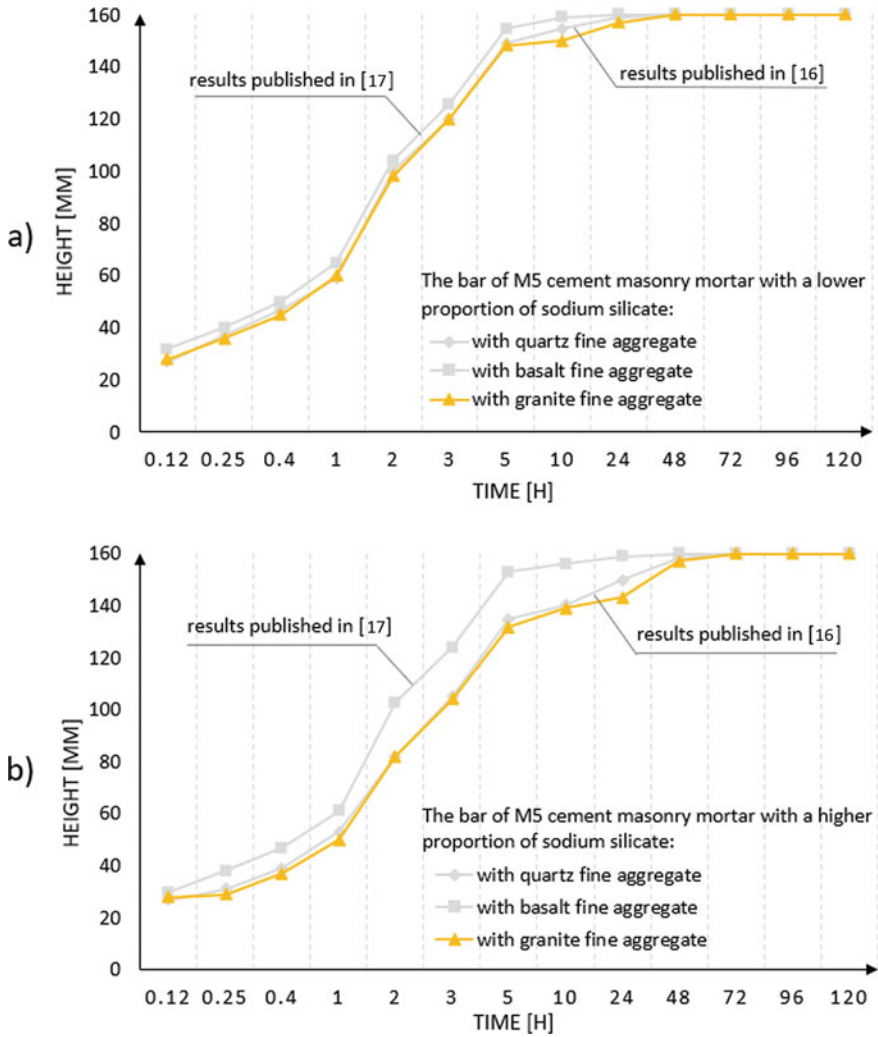 a)
HEIGHT [MM]
160
140
120
100
80
60
40
20
0
results published in [17]
results published in [16]
The bar of M5 cement masonry mortar with a lower
proportion of sodium silicate:
with quartz fine aggregate
with basalt fine aggregate
with granite fine aggregate
0.12 0.25 0.4 1 2 3 5 10 24 48 72 96 120
TIME [H]
b)
HEIGHT [MM]
160
140
120
100
80
60
40
20
0
results published in [17]
results published in [16]
The bar of M5 cement masonry mortar with a higher
proportion of sodium silicate:
with quartz fine aggregate
with basalt fine aggregate
with granite fine aggregate
0.12 0.25 0.4 1 2 3 5 10 24 48 72 96 120
TIME [H]